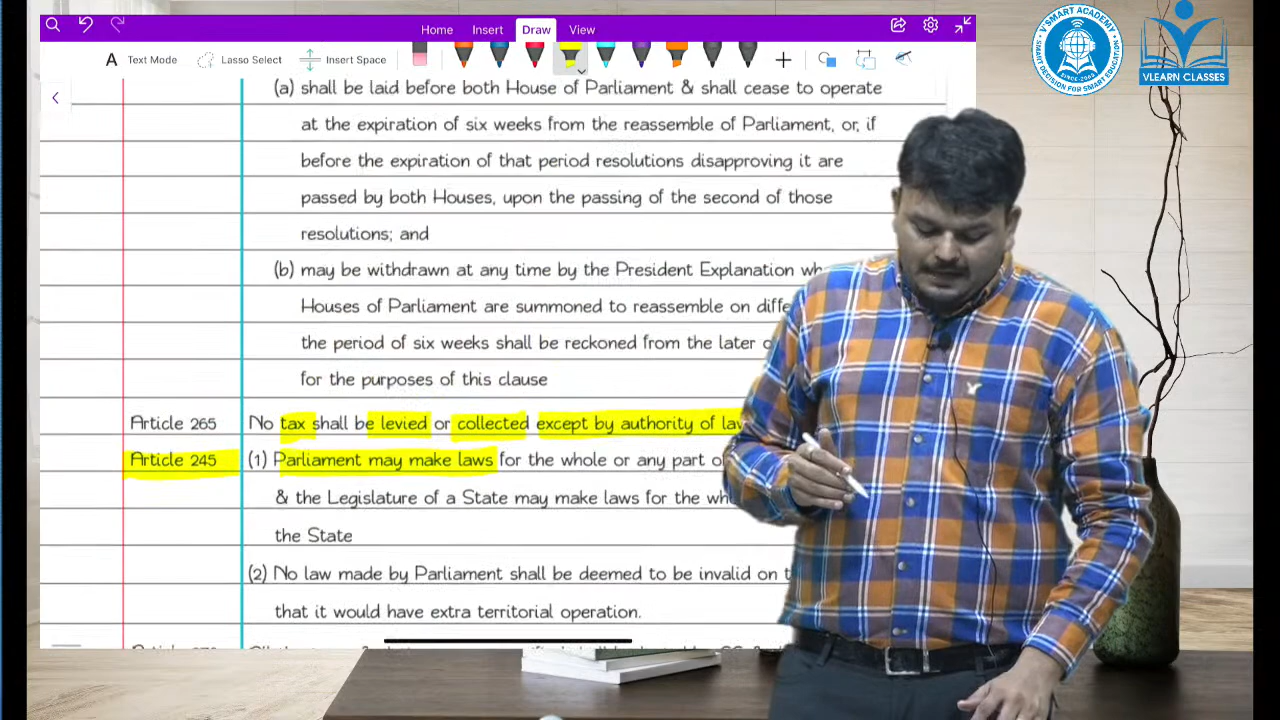 Home Insert Draw View
A Text Mode Lasso Select Insert Space
(a) shall be laid before both House of Parliament & shall cease to operate
at the expiration of six weeks from the reassemble of Parliament, or, if
before the expiration of that period resolutions disapproving it are
passed by both Houses, upon the passing of the second of those
resolutions; and
(b) may be withdrawn at any time by the President Explanation
Houses of Parliament are summoned to reassemble on
the period of six weeks shall be reckoned from the later
for the purposes of this clause
Article 265 No tax shall be levied or collected except by authority of
Article 245 (1) Parliament may make laws for the whole or any part
& the Legislature of a State may make laws for the
the State
(2) No law made by Parliament shall be deemed to be invalid on
that it would have extra territorial operation.
V'SMART ACADEMY
SMART DECISION FOR SMART EDUCATION
VLEARN CLASSES